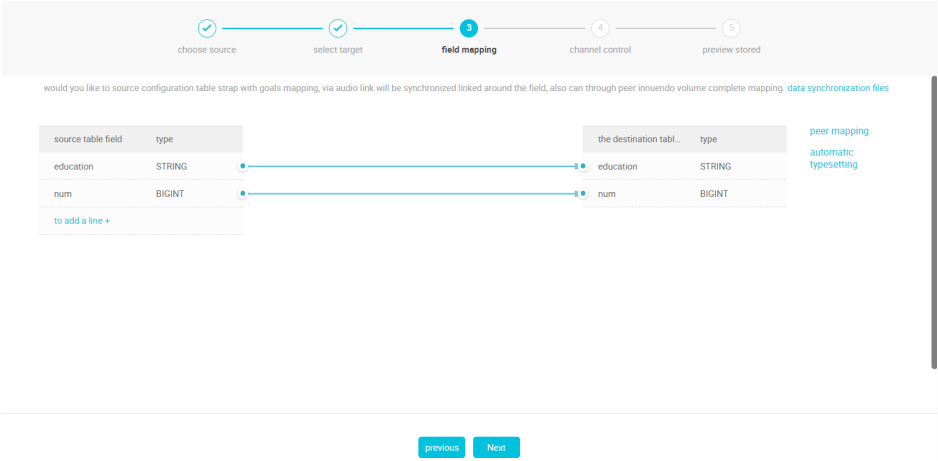 3
4
5
choose source
select target
field mapping
channel control
preview stored
would you like to source configuration table strap with goals mapping, via audio link will be synchronized linked around the field, also can through peer innuendo volume complete mapping. data synchronization files
source table field type
the destination tabl... type
peer mapping
automatic
typesetting
education STRING
education STRING
num BIGINT
num BIGINT
to add a line +
previous
Next